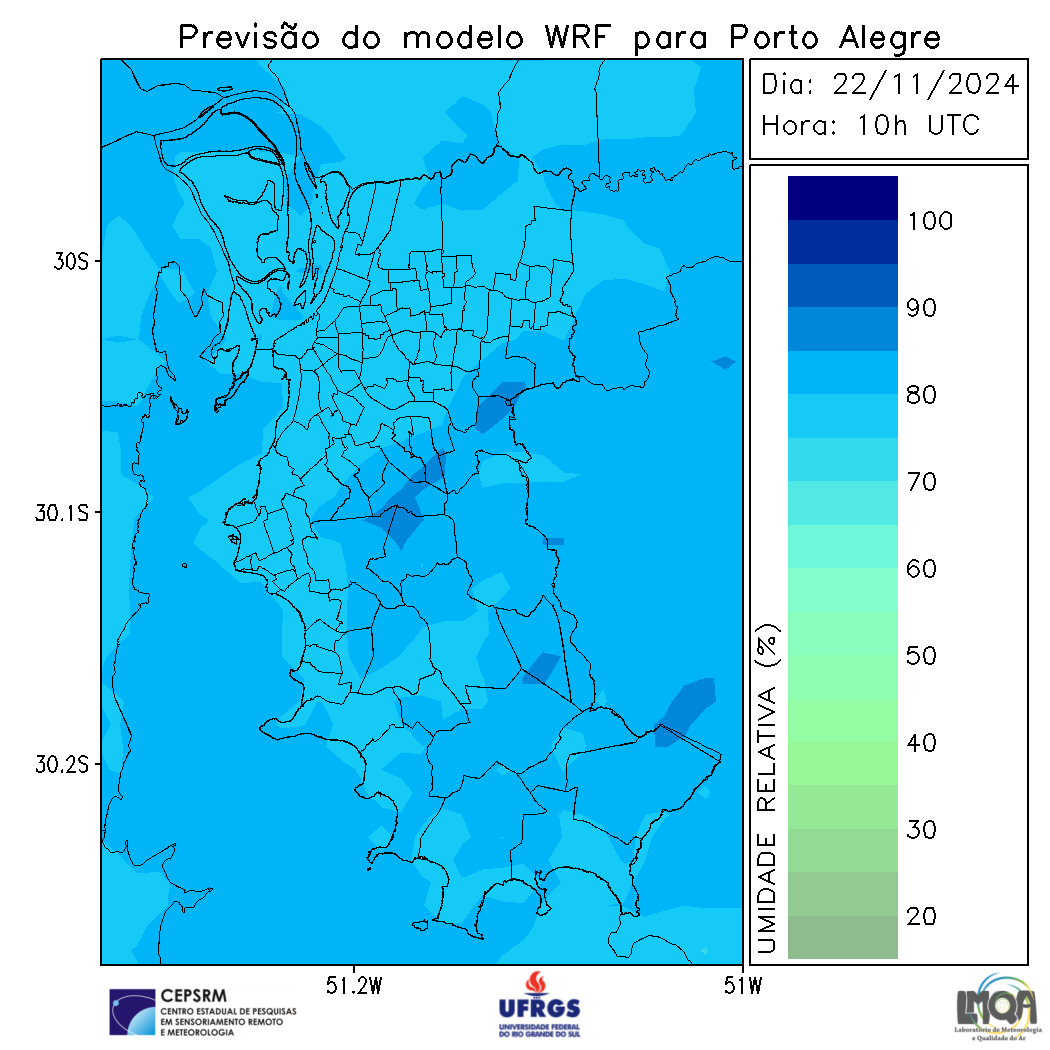 Previsão do modelo WRF para Porto Alegre
Dia: 22/11/2024
Hora: 10h UTC
30S
30.1S
30.2S
51.2W
51W
UMIDADE RELATIVA (%)
100
90
80
70
60
50
40
30
20
CEPSRM
CENTRO ESTADUAL DE PESQUISAS
EM SENSORIAMENTO REMOTO
E METEOROLOGIA
UFRGS
UNIVERSIDADE FEDERAL
DO RIO GRANDE DO SUL
LMQA
Laboratório de Meteorologia
e Qualidade do Ar